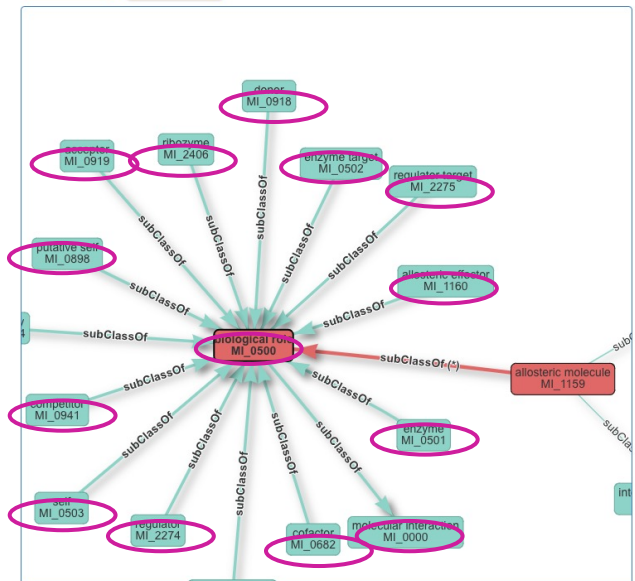 donor
MI_0918
ribozyme
MI_2406
acceptor
MI_0919
enzyme target
MI_0502
regulator target
MI_2275
subClassOf
subClassOf
subClassOf
subClassOf
subClassOf
putative self
MI_0898
subClassOf
allosteric effector
MI_1160
subClassOf
subClassOf
biological role
MI_0500
subClassOf (*)
allosteric molecule
MI_1159
subClassOf
subClassOf
competitor
MI_0941
enzyme
MI_0501
subClassOf
subClassOf
subClassOf
subClassOf
subClassOf
self
MI_0503
regulator
MI_2274
cofactor
MI_0682
molecular interaction
MI_0000